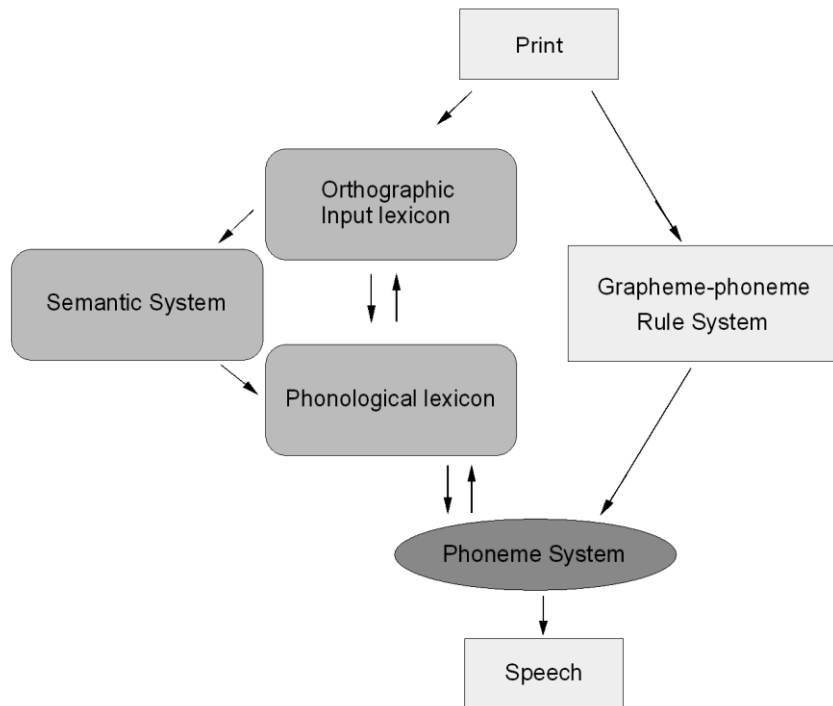 Print
Orthographic
Input lexicon
Semantic System
Grapheme-phoneme
Rule System
Phonological lexicon
Phoneme System
Speech